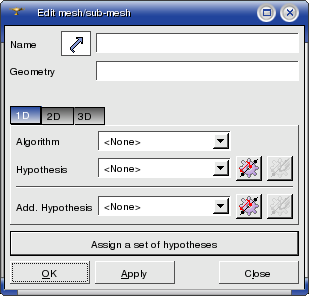 Edit mesh/sub-mesh
Name
Geometry
1D 2D 3D
Algorithm <None>
Hypothesis <None>
Add. Hypothesis <None>
Assign a set of hypotheses
OK Apply Close